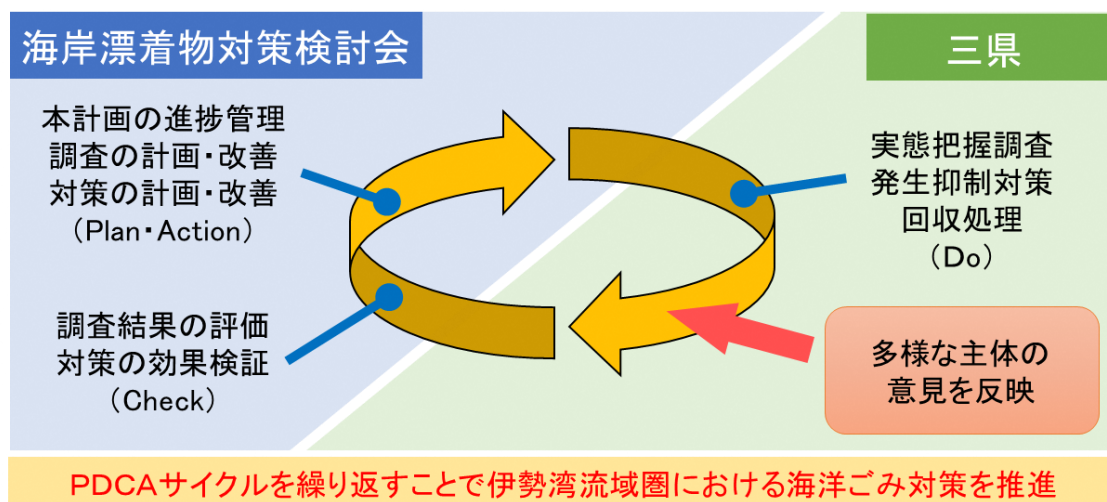 海岸漂着物対策検討会
三県
本計画の進捗管理
調査の計画・改善
対策の計画・改善
（Plan・Action）
実態把握調査
発生抑制対策
回収処理
（Do）
調査結果の評価
対策の効果検証
（Check）
多様な主体の
意見を反映
PDCAサイクルを繰り返すことで伊勢湾流域圏における海洋ごみ対策を推進